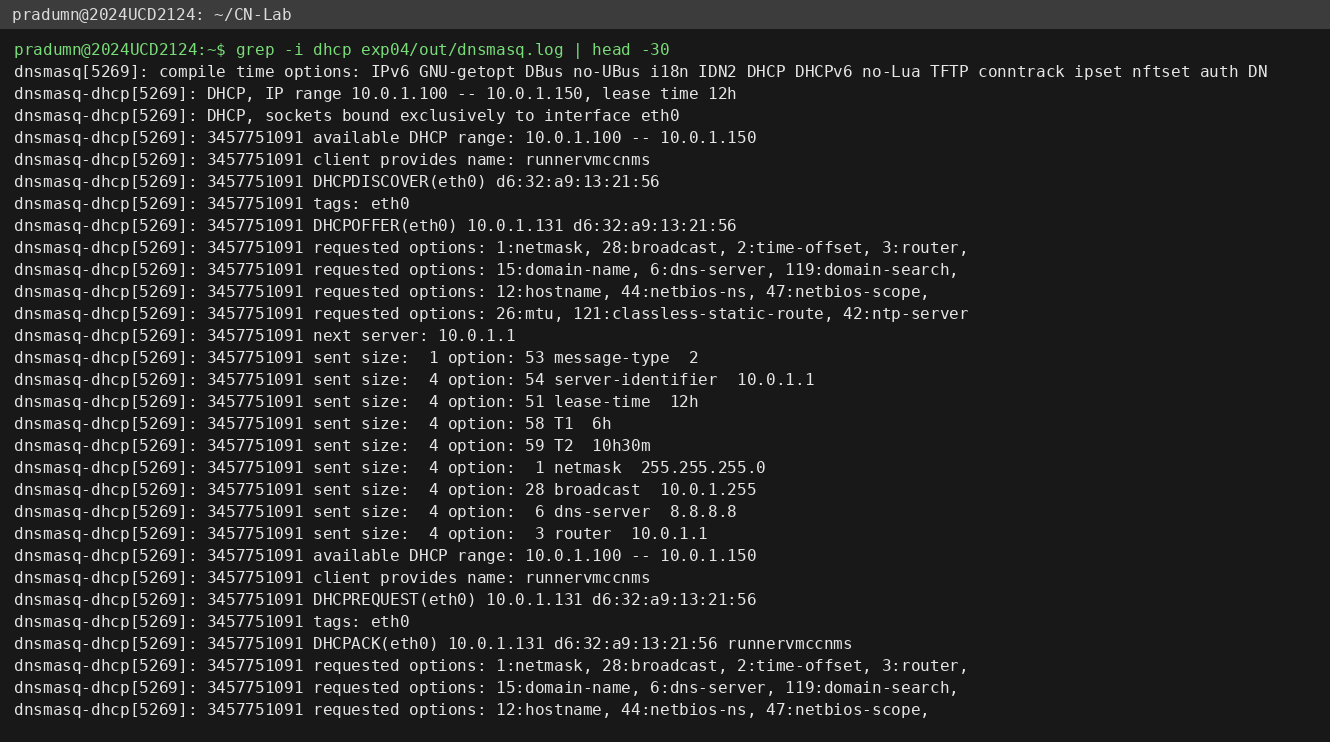 pradumn@2024UCD2124: ~/CN-Lab
pradumn@2024UCD2124:~$ grep -i dhcp exp04/out/dnsmasq.log | head -30
dnsmasq[5269]: compile time options: IPv6 GNU-getopt DBus no-UBus i18n IDN2 DHCP DHCPv6 no-Lua TFTP conntrack ipset nftset auth DN
dnsmasq-dhcp[5269]: DHCP, IP range 10.0.1.100 -- 10.0.1.150, lease time 12h
dnsmasq-dhcp[5269]: DHCP, sockets bound exclusively to interface eth0
dnsmasq-dhcp[5269]: 3457751091 available DHCP range: 10.0.1.100 -- 10.0.1.150
dnsmasq-dhcp[5269]: 3457751091 client provides name: runnervmccnms
dnsmasq-dhcp[5269]: 3457751091 DHCPDISCOVER(eth0) d6:32:a9:13:21:56
dnsmasq-dhcp[5269]: 3457751091 tags: eth0
dnsmasq-dhcp[5269]: 3457751091 DHCPOFFER(eth0) 10.0.1.131 d6:32:a9:13:21:56
dnsmasq-dhcp[5269]: 3457751091 requested options: 1:netmask, 28:broadcast, 2:time-offset, 3:router,
dnsmasq-dhcp[5269]: 3457751091 requested options: 15:domain-name, 6:dns-server, 119:domain-search,
dnsmasq-dhcp[5269]: 3457751091 requested options: 12:hostname, 44:netbios-ns, 47:netbios-scope,
dnsmasq-dhcp[5269]: 3457751091 requested options: 26:mtu, 121:classless-static-route, 42:ntp-server
dnsmasq-dhcp[5269]: 3457751091 next server: 10.0.1.1
dnsmasq-dhcp[5269]: 3457751091 sent size:  1 option: 53 message-type  2
dnsmasq-dhcp[5269]: 3457751091 sent size:  4 option: 54 server-identifier  10.0.1.1
dnsmasq-dhcp[5269]: 3457751091 sent size:  4 option: 51 lease-time  12h
dnsmasq-dhcp[5269]: 3457751091 sent size:  4 option: 58 T1  6h
dnsmasq-dhcp[5269]: 3457751091 sent size:  4 option: 59 T2  10h30m
dnsmasq-dhcp[5269]: 3457751091 sent size:  4 option:  1 netmask  255.255.255.0
dnsmasq-dhcp[5269]: 3457751091 sent size:  4 option: 28 broadcast  10.0.1.255
dnsmasq-dhcp[5269]: 3457751091 sent size:  4 option:  6 dns-server  8.8.8.8
dnsmasq-dhcp[5269]: 3457751091 sent size:  4 option:  3 router  10.0.1.1
dnsmasq-dhcp[5269]: 3457751091 available DHCP range: 10.0.1.100 -- 10.0.1.150
dnsmasq-dhcp[5269]: 3457751091 client provides name: runnervmccnms
dnsmasq-dhcp[5269]: 3457751091 DHCPREQUEST(eth0) 10.0.1.131 d6:32:a9:13:21:56
dnsmasq-dhcp[5269]: 3457751091 tags: eth0
dnsmasq-dhcp[5269]: 3457751091 DHCPACK(eth0) 10.0.1.131 d6:32:a9:13:21:56 runnervmccnms
dnsmasq-dhcp[5269]: 3457751091 requested options: 1:netmask, 28:broadcast, 2:time-offset, 3:router,
dnsmasq-dhcp[5269]: 3457751091 requested options: 15:domain-name, 6:dns-server, 119:domain-search,
dnsmasq-dhcp[5269]: 3457751091 requested options: 12:hostname, 44:netbios-ns, 47:netbios-scope,